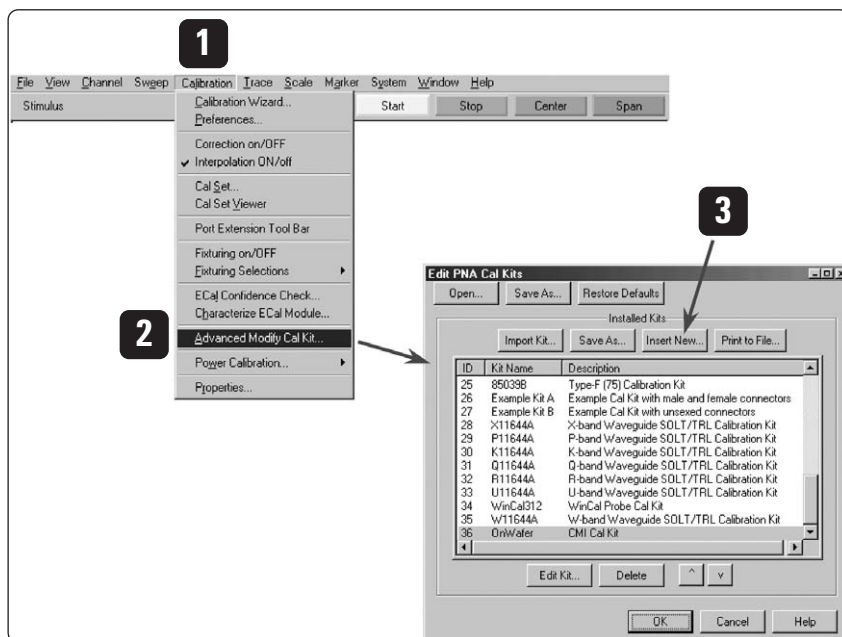 1
File View Channel Sweep Calibration Trace Scale Marker System Window Help
Stimulus Start Stop Center Span
Calibration Wizard...
Preferences...
Correction on/OFF
Interpolation ON/off
Cal Set...
Cal Set Viewer
Port Extension Tool Bar
Fixturing on/OFF
Fixturing Selections
ECal Confidence Check...
Characterize ECal Module...
2
Advanced Modify Cal Kit...
Power Calibration...
Properties...
3
Edit PNA Cal Kits
Open... Save As... Restore Defaults
Installed Kits
Import Kit... Save As... Insert New... Print to File...
ID Kit Name Description
25 85039B Type-F (75) Calibration Kit
26 Example Kit A Example Cal Kit with male and female connectors
27 Example Kit B Example Cal Kit with unsexed connectors
28 X11644A X-band Waveguide SOLT/TRL Calibration Kit
29 P11644A P-band Waveguide SOLT/TRL Calibration Kit
30 K11644A K-band Waveguide SOLT/TRL Calibration Kit
31 Q11644A Q-band Waveguide SOLT/TRL Calibration Kit
32 R11644A R-band Waveguide SOLT/TRL Calibration Kit
33 U11644A U-band Waveguide SOLT/TRL Calibration Kit
34 WinCal312 WinCal Probe Cal Kit
35 W11644A W-band Waveguide SOLT/TRL Calibration Kit
36 OnWafer CMI Cal Kit
Edit Kit... Delete ^ v
OK Cancel Help